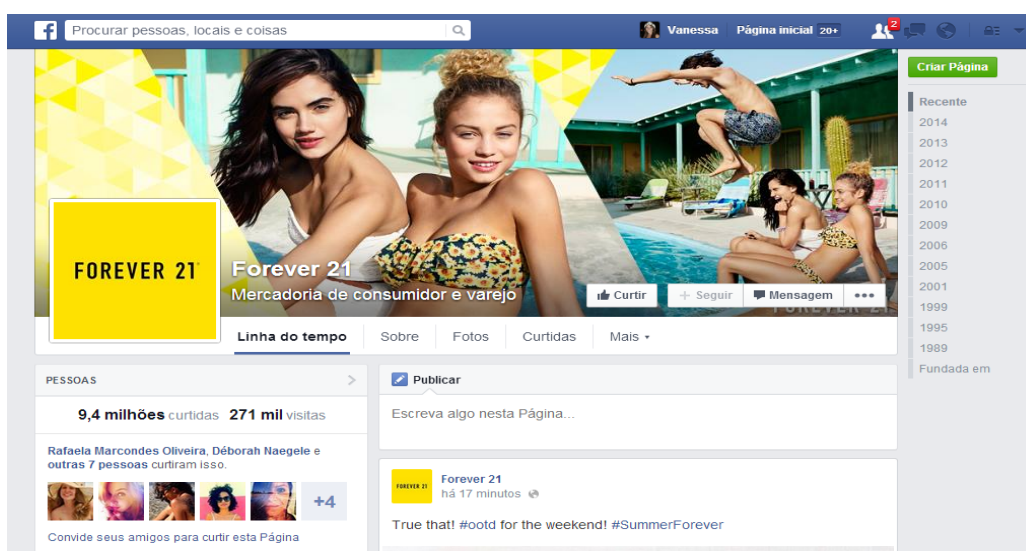 Procurar pessoas, locais e coisas
Vanessa
Página inicial 20+
2
Criar Página
Recente
2014
2013
2012
2011
2010
2009
2006
2005
2001
1999
1995
1989
Fundada em
FOREVER 21
Forever 21
Mercadoria de consumidor e varejo
Curtir
+ Seguir
Mensagem
FOREVER 21
Linha do tempo
Sobre
Fotos
Curtidas
Mais
PESSOAS
9,4 milhões curtidas 271 mil visitas
Rafaela Marcondes Oliveira, Déborah Naegele e
outras 7 pessoas curtiram isso.
+4
Convide seus amigos para curtir esta Página
Publicar
Escreva algo nesta Página...
FOREVER 21
Forever 21
há 17 minutos
True that! #ootd for the weekend! #SummerForever